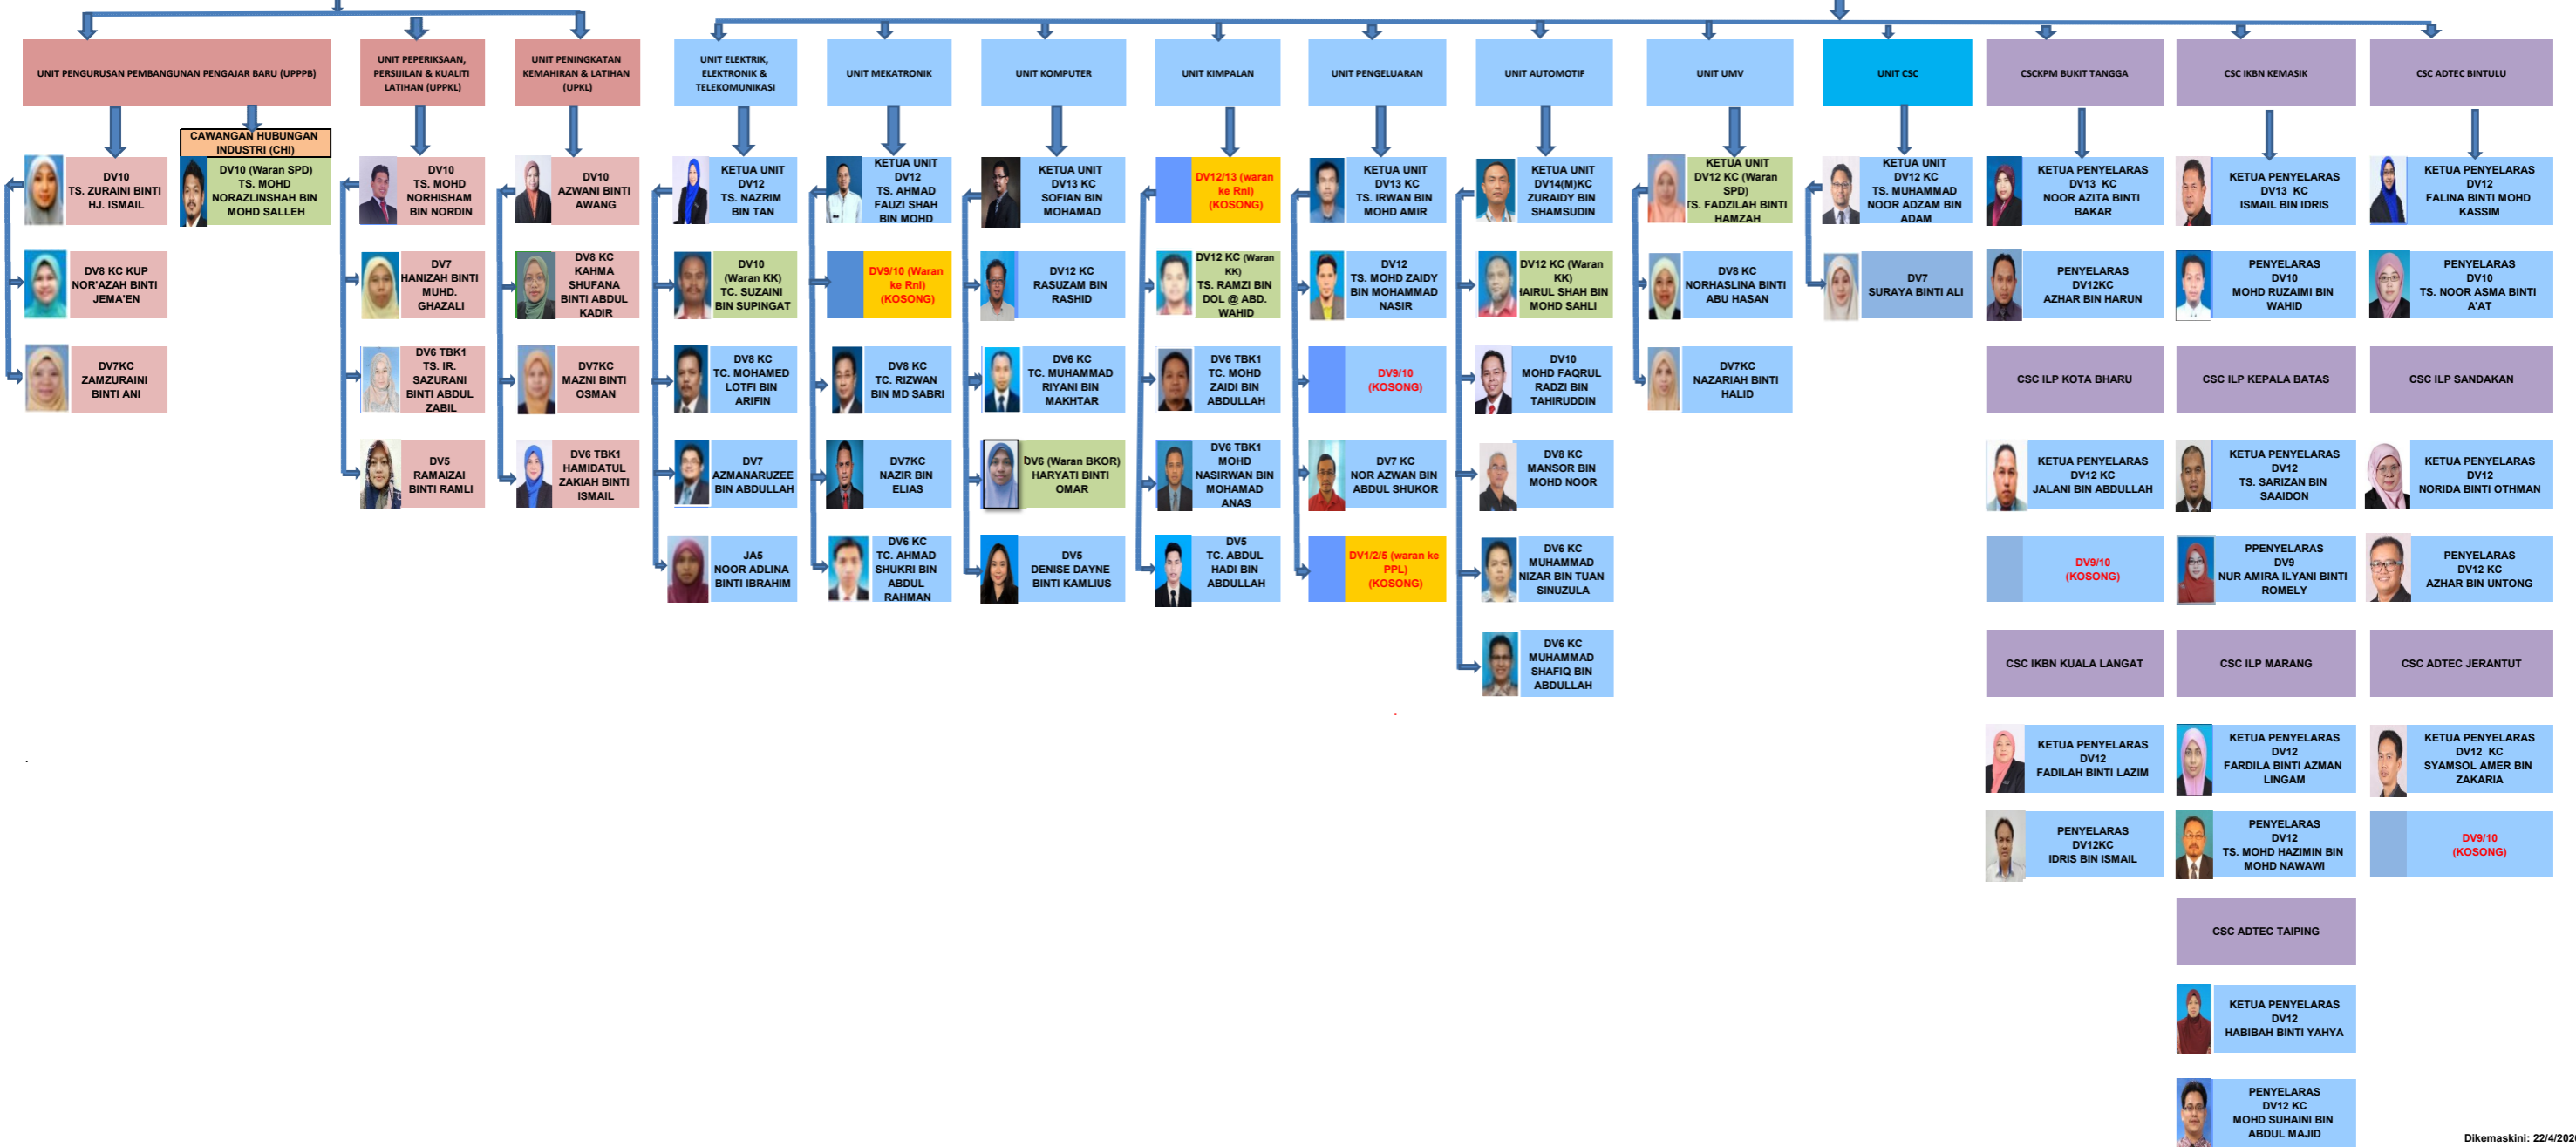 UNIT PENGURUSAN PEMBANGUNAN PENGAJAR BARU (UPPPB)
CAWANGAN HUBUNGAN
INDUSTRI (CHI)
DV10
TS. ZURAINI BINTI
HJ. ISMAIL
DV10 (Waran SPD)
TS. MOHD
NORAZLINSHAH BIN
MOHD SALLEH
DV8 KC KUP
NOR'AZAH BINTI
JEMA'EN
DV7KC
ZAMZURAINI
BINTI ANI
UNIT PEPERIKSAAN,
PERSIJILAN & KUALITI
LATIHAN (UPPKL)
DV10
TS. MOHD
NORHISHAM
BIN NORDIN
DV7
HANIZAH BINTI
MUHD.
GHAZALI
DV6 TBK1
TS. IR.
SAZURANI
BINTI ABDUL
ZABIL
DV5
RAMAIZAI
BINTI RAMLI
UNIT PENINGKATAN
KEMAHIRAN & LATIHAN
(UPKL)
DV10
AZWANI BINTI
AWANG
DV8 KC
KAHMA
SHUFANA
BINTI ABDUL
KADIR
DV7KC
MAZNI BINTI
OSMAN
DV6 TBK1
HAMIDATUL
ZAKIAH BINTI
ISMAIL
UNIT ELEKTRIK,
ELEKTRONIK &
TELEKOMUNIKASI
KETUA UNIT
DV12
TS. NAZRIM
BIN TAN
DV10
(Waran KK)
TC. SUZAINI
BIN SUPINGAT
DV8 KC
TC. MOHAMED
LOTFI BIN
ARIFIN
DV7
AZMANARUZEE
BIN ABDULLAH
JA5
NOOR ADLINA
BINTI IBRAHIM
UNIT MEKATRONIK
KETUA UNIT
DV12
TS. AHMAD
FAUZI SHAH
BIN MOHD
DV9/10 (Waran
ke RnI)
(KOSONG)
DV8 KC
TC. RIZWAN
BIN MD SABRI
DV7KC
NAZIR BIN
ELIAS
DV6 KC
TC. AHMAD
SHUKRI BIN
ABDUL
RAHMAN
UNIT KOMPUTER
KETUA UNIT
DV13 KC
SOFIAN BIN
MOHAMAD
DV12 KC
RASUZAM BIN
RASHID
DV6 KC
TC. MUHAMMAD
RIYANI BIN
MAKHTAR
DV6 (Waran BKOR)
HARYATI BINTI
OMAR
DV5
DENISE DAYNE
BINTI KAMLIUS
UNIT KIMPALAN
DV12/13 (waran
ke RnI)
(KOSONG)
DV12 KC (Waran
KK)
TS. RAMZI BIN
DOL @ ABD.
WAHID
DV6 TBK1
TC. MOHD
ZAIDI BIN
ABDULLAH
DV6 TBK1
MOHD
NASIRWAN BIN
MOHAMAD
ANAS
DV5
TC. ABDUL
HADI BIN
ABDULLAH
UNIT PENGELUARAN
KETUA UNIT
DV13 KC
TS. IRWAN BIN
MOHD AMIR
DV12
TS. MOHD ZAIDY
BIN MOHAMMAD
NASIR
DV9/10
(KOSONG)
DV7 KC
NOR AZWAN BIN
ABDUL SHUKOR
DV1/2/5 (waran ke
PPL)
(KOSONG)
UNIT AUTOMOTIF
KETUA UNIT
DV14(M)KC
ZURAIDY BIN
SHAMSUDIN
DV12 KC (Waran
KK)
HAIRUL SHAH BIN
MOHD SAHLI
DV10
MOHD FAQRUL
RADZI BIN
TAHIRUDDIN
DV8 KC
MANSOR BIN
MOHD NOOR
DV6 KC
MUHAMMAD
NIZAR BIN TUAN
SINUZULA
DV6 KC
MUHAMMAD
SHAFIQ BIN
ABDULLAH
UNIT UMV
KETUA UNIT
DV12 KC (Waran
SPD)
TS. FADZILAH BINTI
HAMZAH
DV8 KC
NORHASLINA BINTI
ABU HASAN
DV7KC
NAZARIAH BINTI
HALID
UNIT CSC
KETUA UNIT
DV12 KC
TS. MUHAMMAD
NOOR ADZAM BIN
ADAM
DV7
SURAYA BINTI ALI
CSCKPM BUKIT TANGGA
KETUA PENYELARAS
DV13 KC
NOOR AZITA BINTI
BAKAR
PENYELARAS
DV12KC
AZHAR BIN HARUN
CSC ILP KOTA BHARU
KETUA PENYELARAS
DV12 KC
JALANI BIN ABDULLAH
DV9/10
(KOSONG)
CSC IKBN KUALA LANGAT
KETUA PENYELARAS
DV12
FADILAH BINTI LAZIM
PENYELARAS
DV12KC
IDRIS BIN ISMAIL
CSC IKBN KEMASIK
KETUA PENYELARAS
DV13 KC
ISMAIL BIN IDRIS
PENYELARAS
DV10
MOHD RUZAIMI BIN
WAHID
CSC ILP KEPALA BATAS
KETUA PENYELARAS
DV12
TS. SARIZAN BIN
SAAIDON
PPENYELARAS
DV9
NUR AMIRA ILYANI BINTI
ROMELY
CSC ILP MARANG
KETUA PENYELARAS
DV12
FARDILA BINTI AZMAN
LINGAM
PENYELARAS
DV12
TS. MOHD HAZIMIN BIN
MOHD NAWAWI
CSC ADTEC TAIPING
KETUA PENYELARAS
DV12
HABIBAH BINTI YAHYA
PENYELARAS
DV12 KC
MOHD SUHAINI BIN
ABDUL MAJID
CSC ADTEC BINTULU
KETUA PENYELARAS
DV12
FALINA BINTI MOHD
KASSIM
PENYELARAS
DV10
TS. NOOR ASMA BINTI
A'AT
CSC ILP SANDAKAN
KETUA PENYELARAS
DV12
NORIDA BINTI OTHMAN
PENYELARAS
DV12 KC
AZHAR BIN UNTONG
CSC ADTEC JERANTUT
KETUA PENYELARAS
DV12 KC
SYAMSOL AMER BIN
ZAKARIA
DV9/10
(KOSONG)
Dikemaskini: 22/4/202